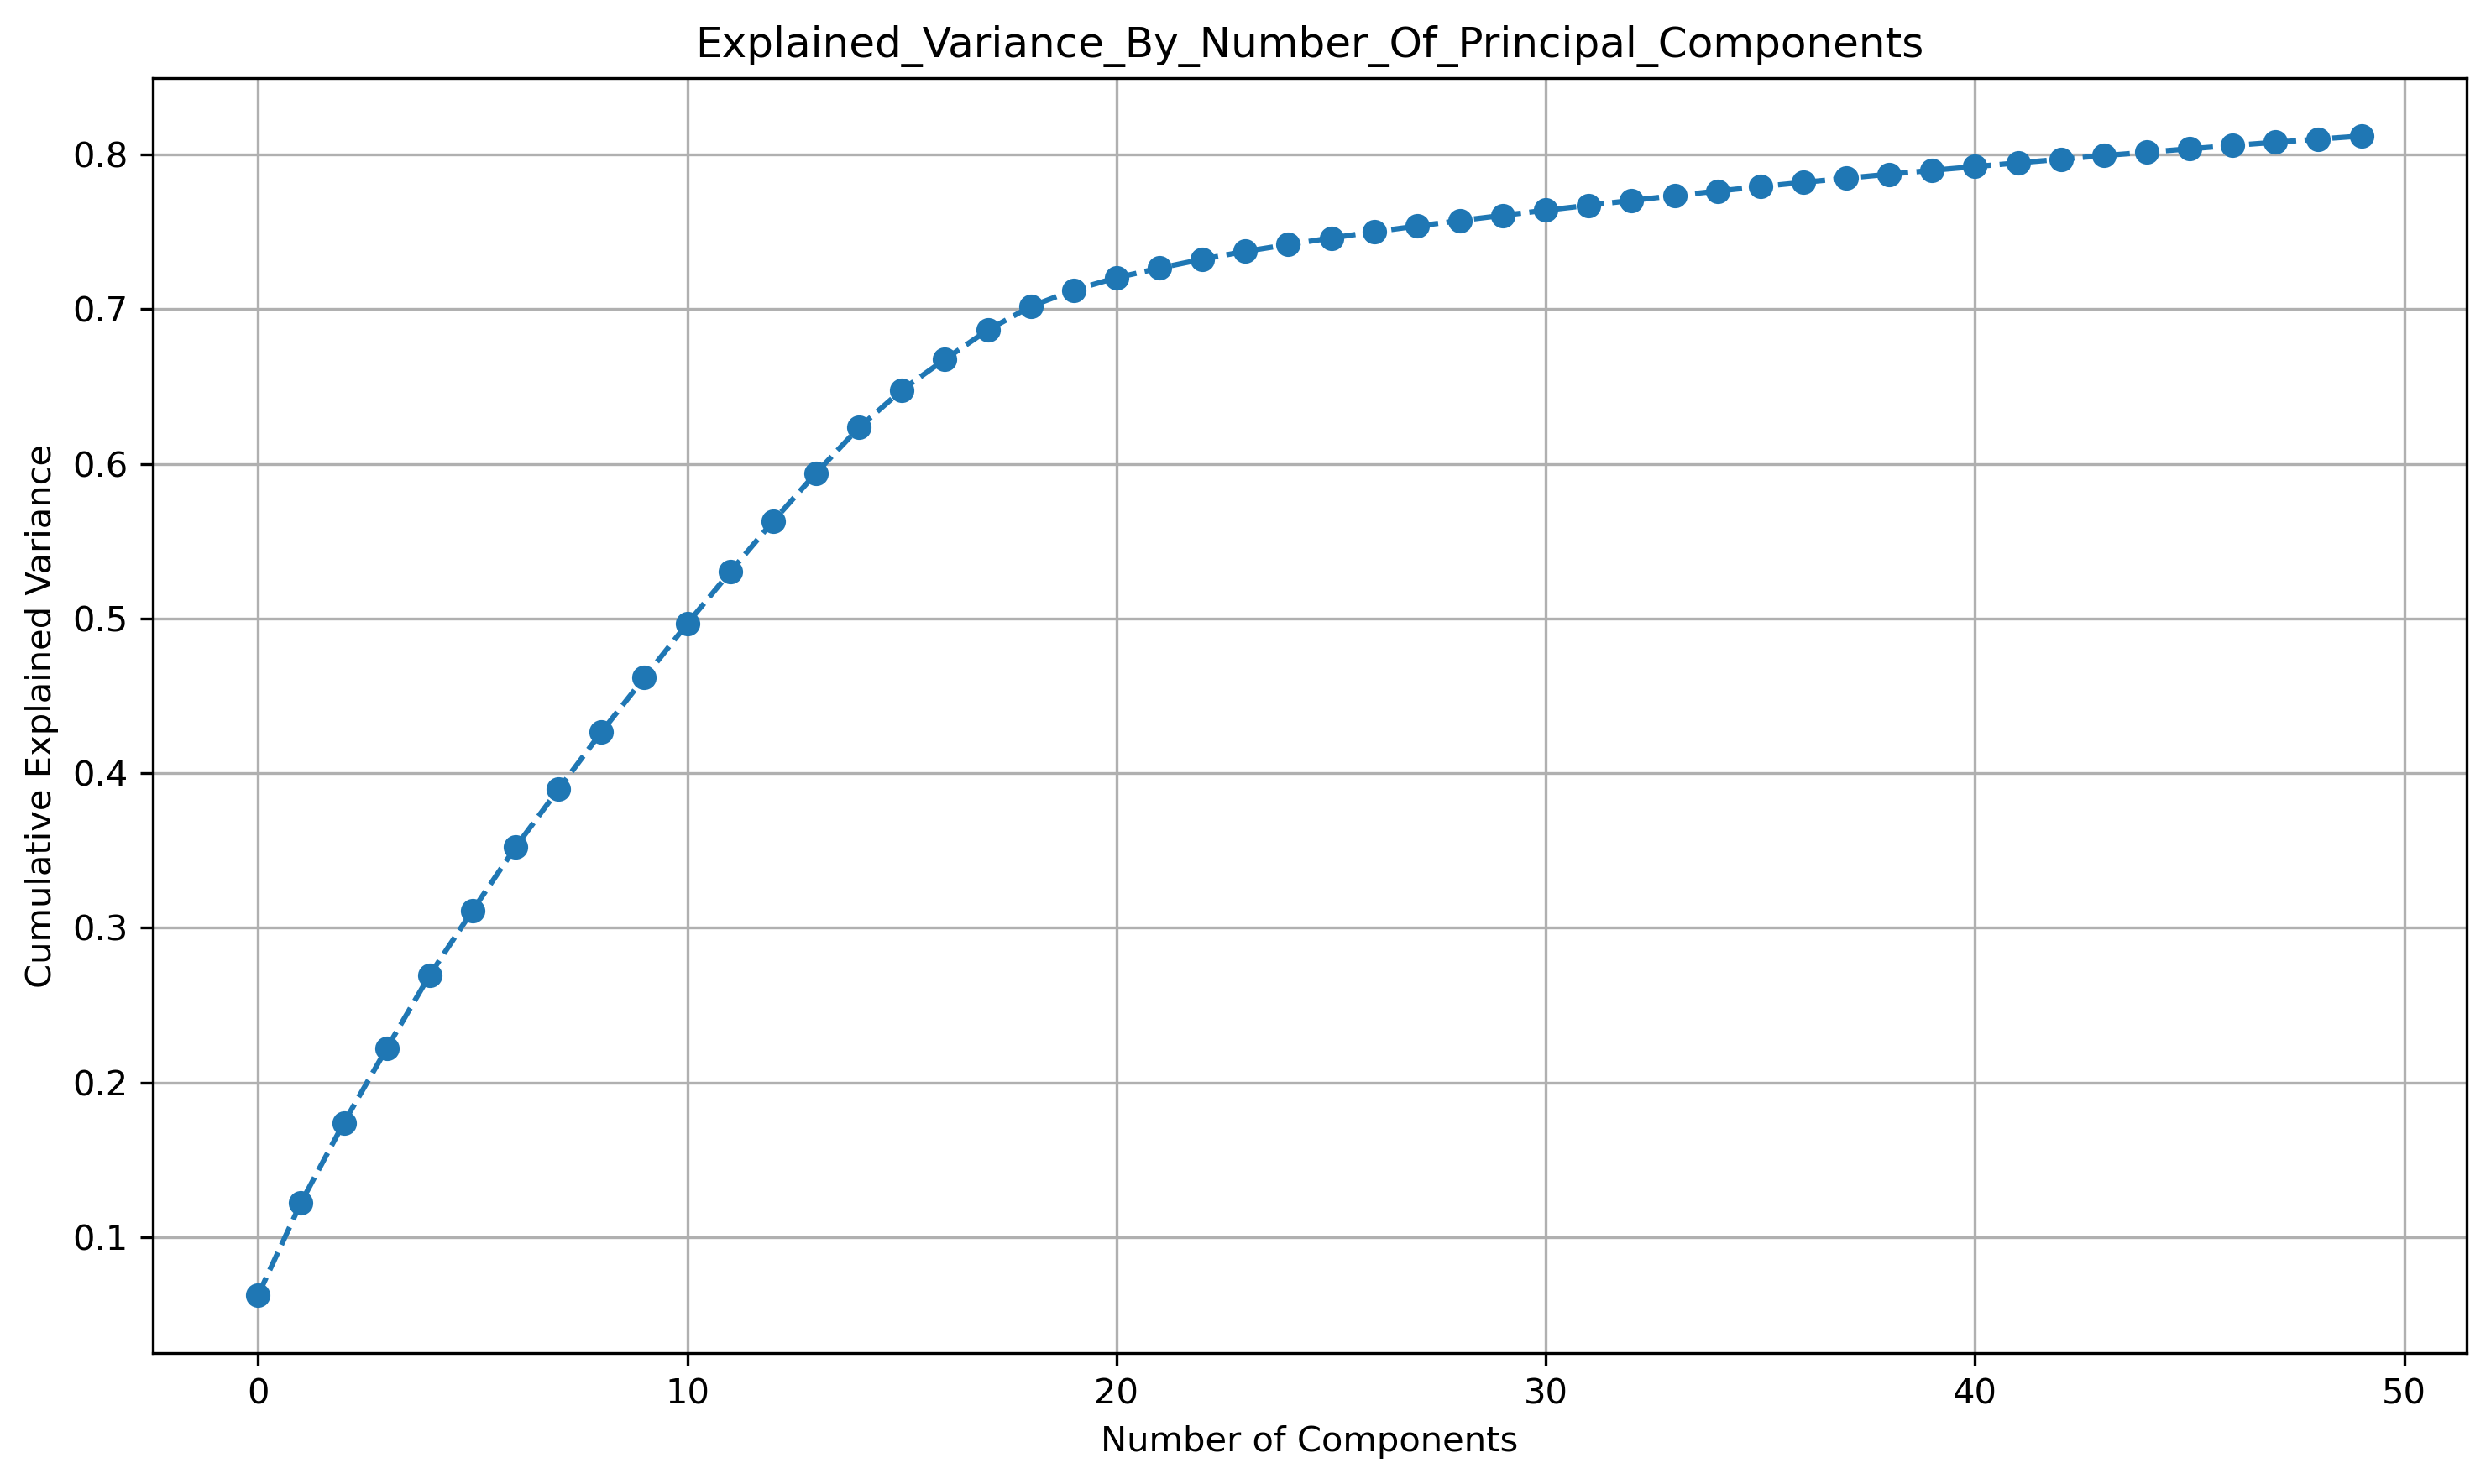 Explained_Variance_By_Number_Of_Principal_Components
Cumulative Explained Variance
0.8
0.7
0.6
0.5
0.4
0.3
0.2
0.1
0 10 20 30 40 50
Number of Components